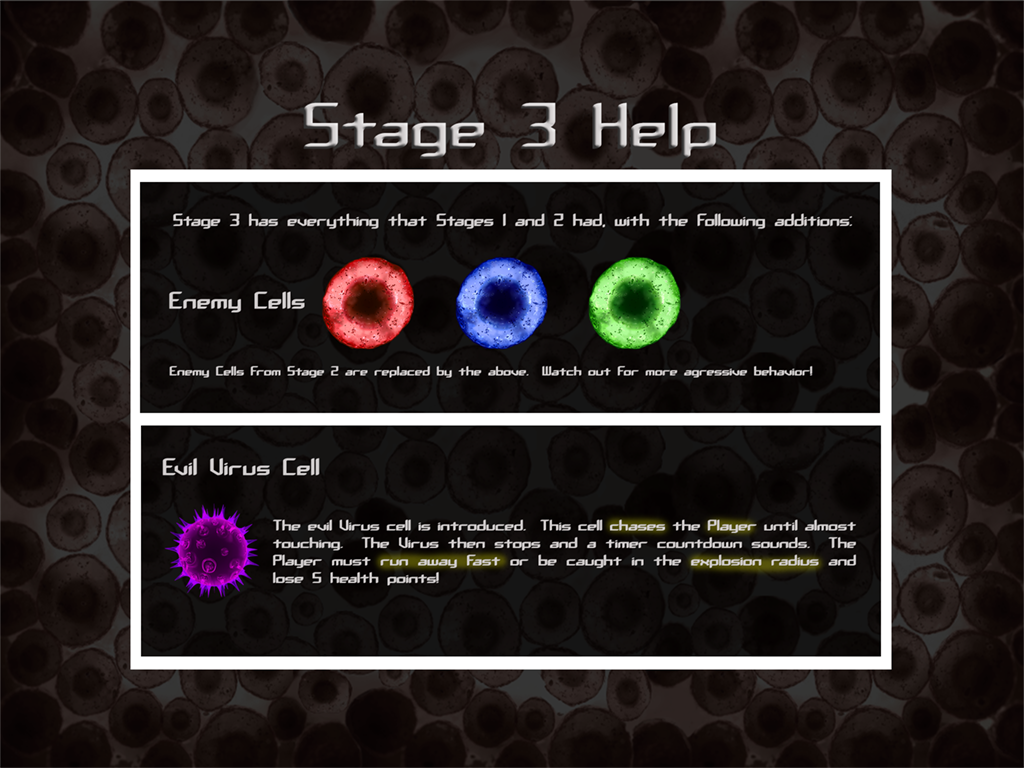 Stage 3 Help
Stage 3 has everything that Stages 1 and 2 had, with the following additions:
Enemy Cells
Enemy Cells from Stage 2 are replaced by the above. Watch out for more agressive behavior!
Evil Virus Cell
The evil Virus cell is introduced. This cell chases the Player until almost
touching. The Virus then stops and a timer countdown sounds. The
Player must run away fast or be caught in the explosion radius and
lose 5 health points!